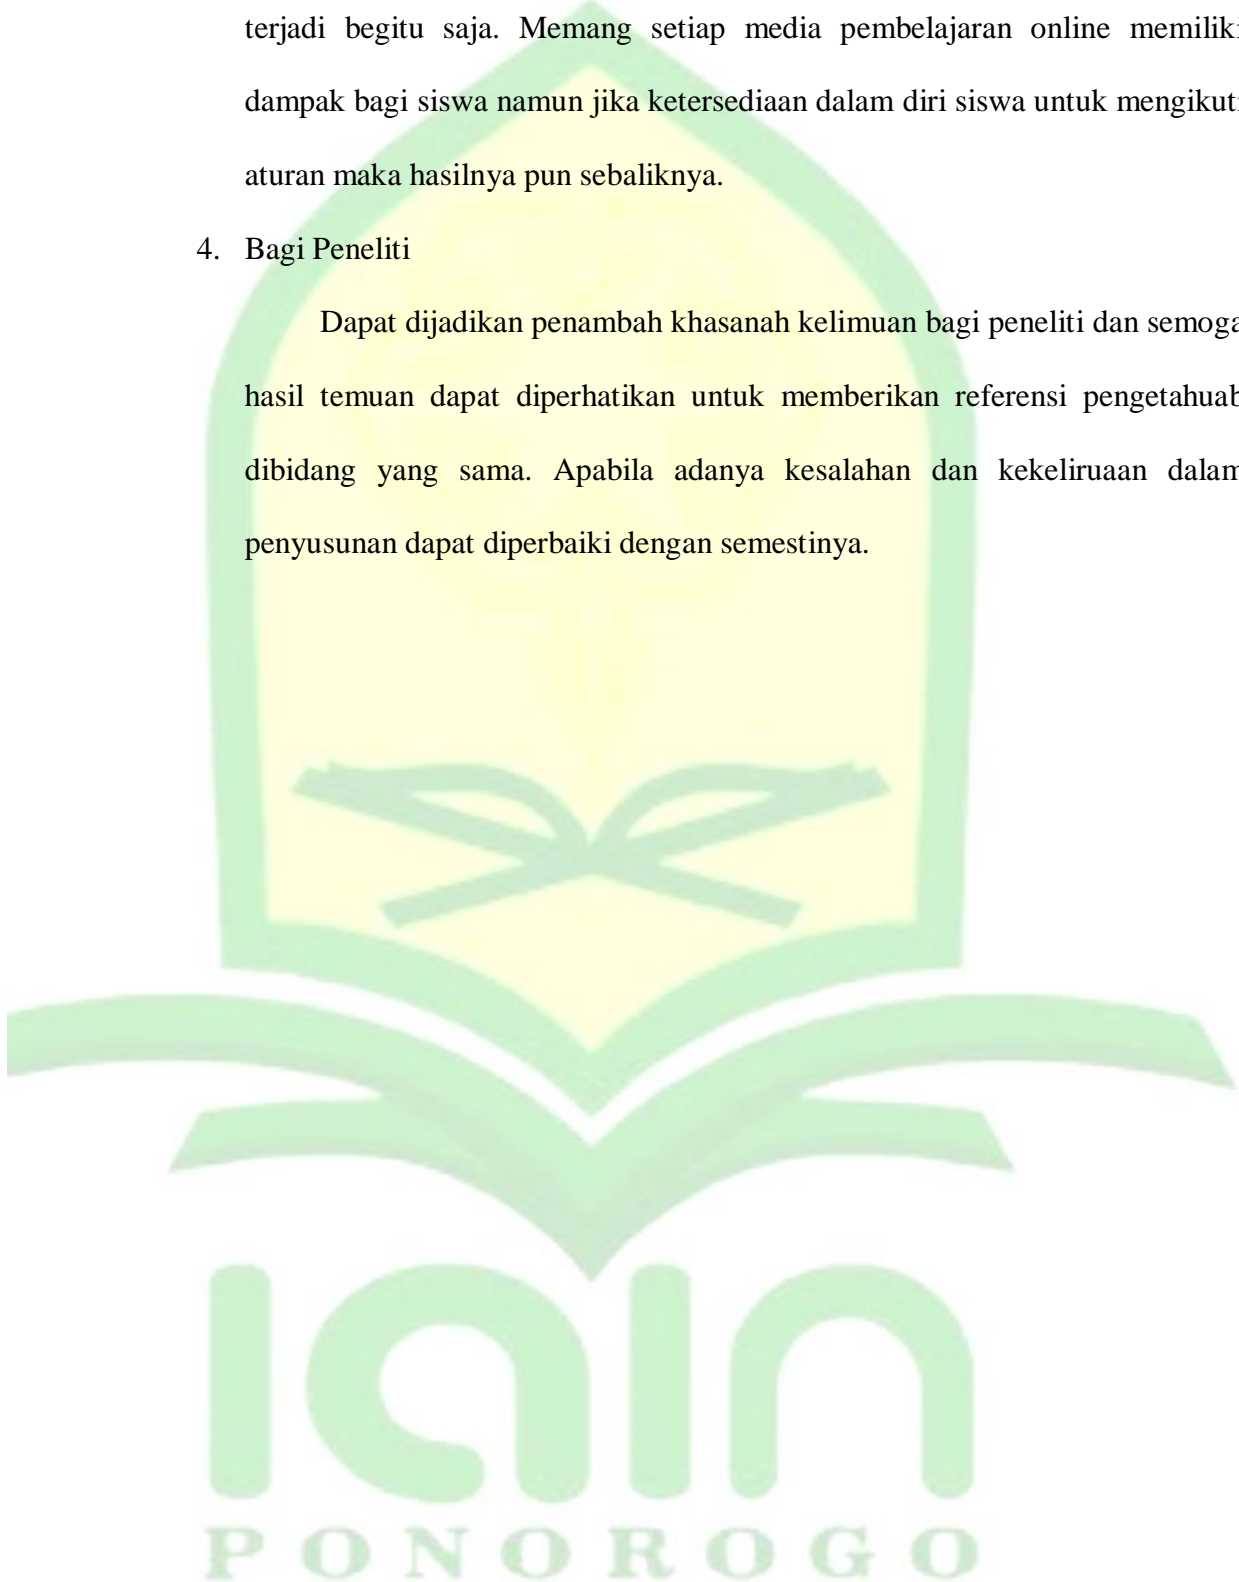 terjadi begitu saja. Memang setiap media pembelajaran online memiliki
dampak bagi siswa namun jika ketersediaan dalam diri siswa untuk mengikuti
aturan maka hasilnya pun sebaliknya.
4. Bagi Peneliti
Dapat dijadikan penambah khasanah kelimuan bagi peneliti dan semoga
hasil temuan dapat diperhatikan untuk memberikan referensi pengetahuab
dibidang yang sama. Apabila adanya kesalahan dan kekeliruaan dalam
penyusunan dapat diperbaiki dengan semestinya.
iain
PONOROGO